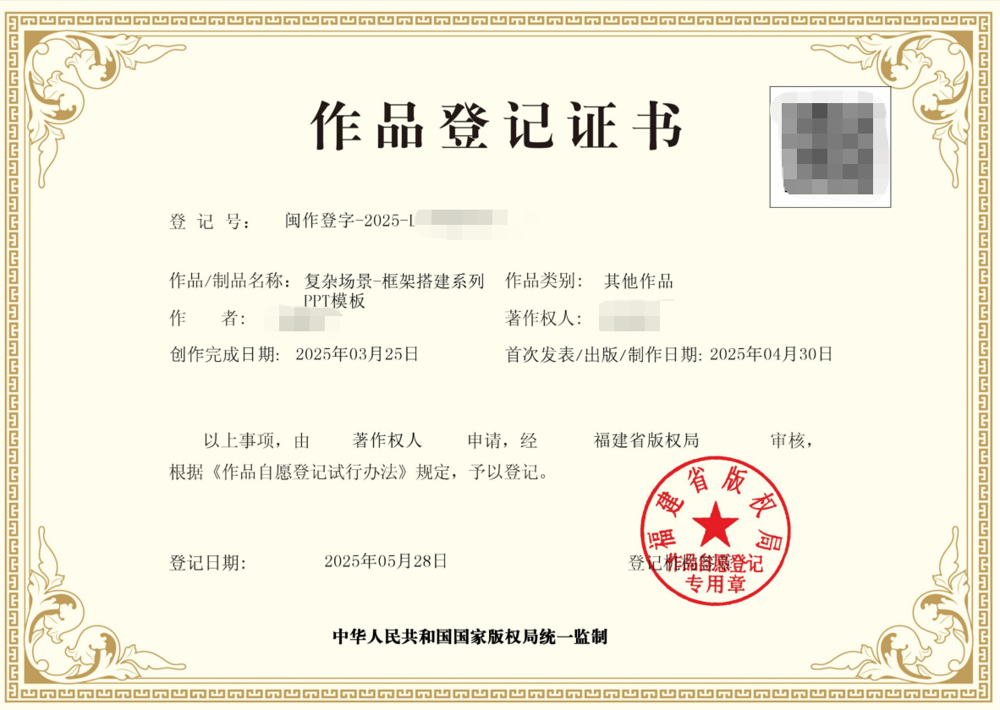 作品登记证书
登 记 号： 闽作登字-2025-L
作品/制品名称： 复杂场景-框架搭建系列 作品类别： 其他作品
PPT模板
作 者： 著作权人：
创作完成日期: 2025年03月25日 首次发表/出版/制作日期: 2025年04月30日
以上事项，由 著作权人 申请，经 福建省版权局 审核，
根据《作品自愿登记试行办法》规定，予以登记。
福建省版权局
登记日期: 2025年05月28日 登记机构签章
作品自愿登记
专用章
中华人民共和国国家版权局统一监制